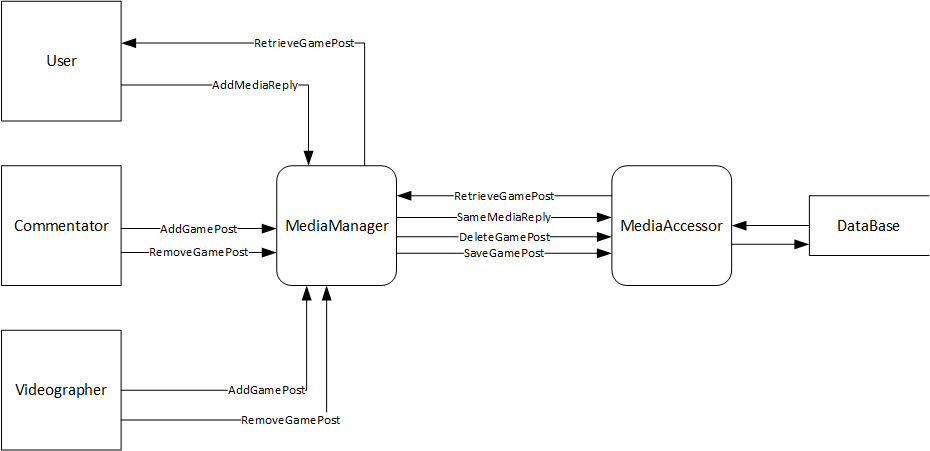 RetrieveGamePost
User
AddMediaReply
RetrieveGamePost
SameMediaReply
Commentator
AddGamePost
MediaManager
MediaAccessor
DataBase
DeleteGamePost
RemoveGamePost
SaveGamePost
Videographer
AddGamePost
RemoveGamePost